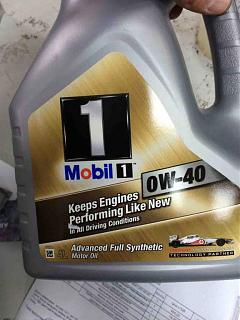 1
Mobil 1
0W-40
Keeps Engines
Performing Like New
in All Driving Conditions
Advanced Full Synthetic
Motor Oil
4L
TECHNOLOGY PARTNER